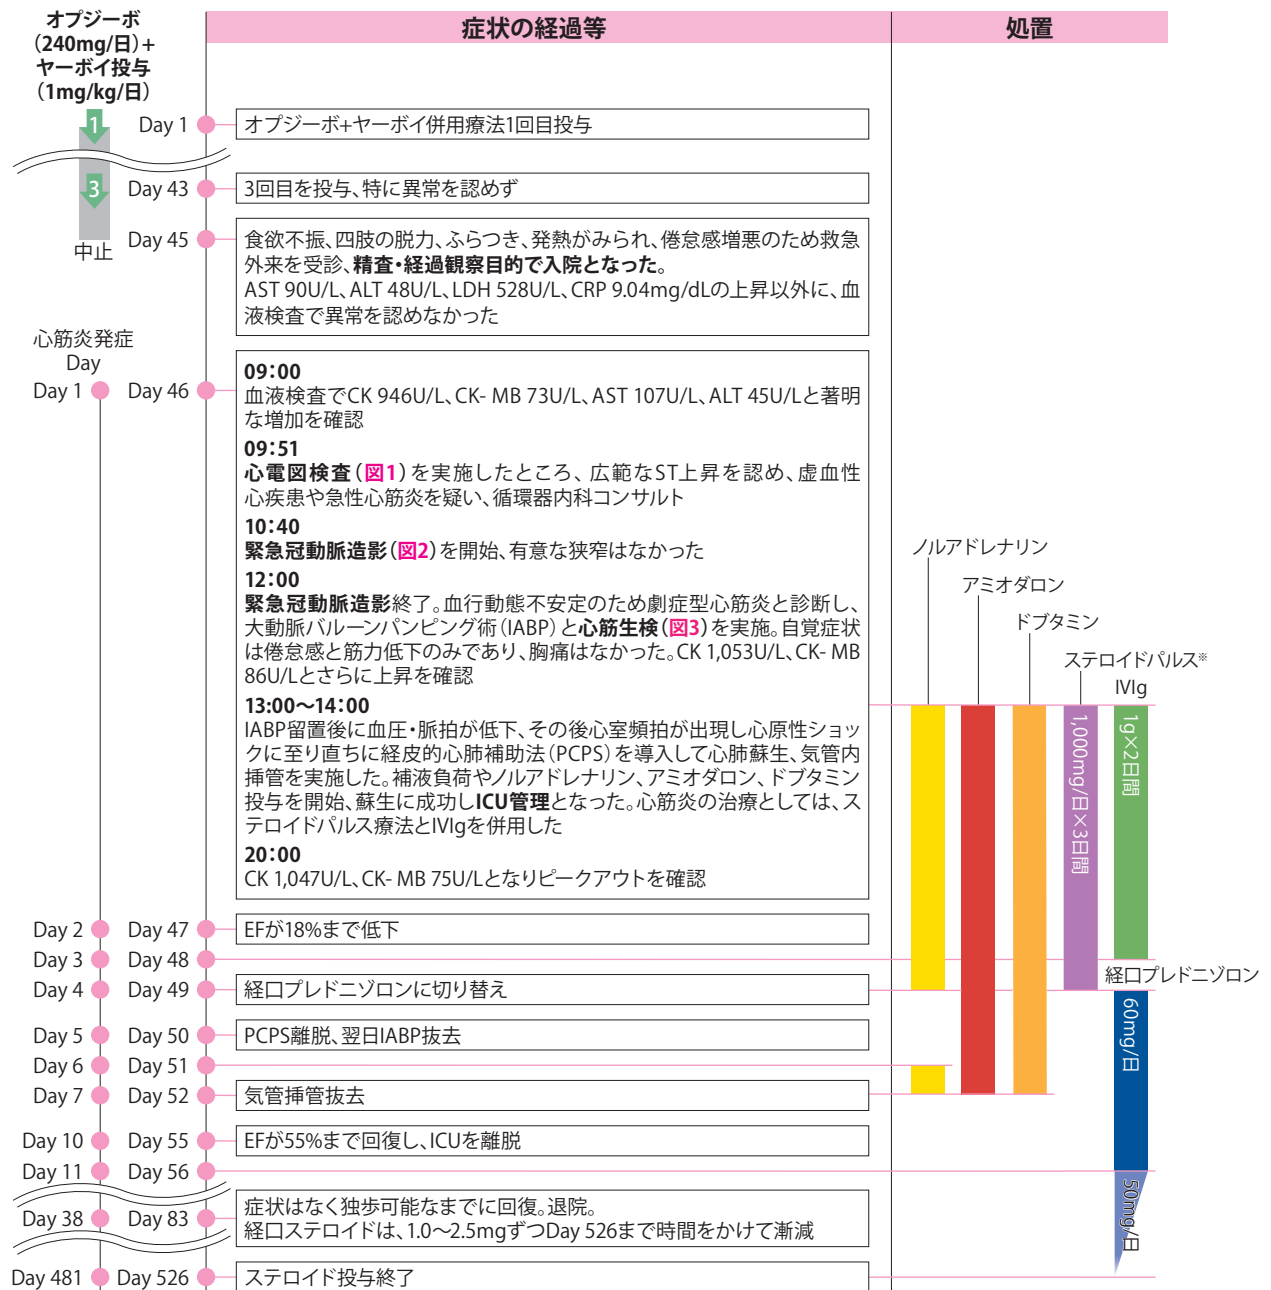 オプジーボ
（240mg/日）＋
ヤーボイ投与
（1mg/kg/日）
症状の経過等
処置
1
Day 1
オプジーボ+ヤーボイ併用療法1回目投与
3
Day 43
3回目を投与、特に異常を認めず
中止
Day 45
食欲不振、四肢の脱力、ふらつき、発熱がみられ、倦怠感増悪のため救急
外来を受診、精査・経過観察目的で入院となった。
AST 90U/L、ALT 48U/L、LDH 528U/L、CRP 9.04mg/dLの上昇以外に、血
液検査で異常を認めなかった
心筋炎発症
Day
Day 1
Day 46
09：00
血液検査でCK 946U/L、CK- MB 73U/L、AST 107U/L、ALT 45U/Lと著明
な増加を確認
09：51
心電図検査（図1）を実施したところ、広範なST上昇を認め、虚血性
心疾患や急性心筋炎を疑い、循環器内科コンサルト
10：40
緊急冠動脈造影（図2）を開始、有意な狭窄はなかった
12：00
緊急冠動脈造影終了。血行動態不安定のため劇症型心筋炎と診断し、
大動脈バルーンパンピング術（IABP）と心筋生検（図3）を実施。自覚症状
は倦怠感と筋力低下のみであり、胸痛はなかった。CK 1,053U/L、CK- MB
86U/Lとさらに上昇を確認
13:00〜14：00
IABP留置後に血圧・脈拍が低下、その後心室頻拍が出現し心原性ショッ
クに至り直ちに経皮的心肺補助法（PCPS）を導入して心肺蘇生、気管内
挿管を実施した。補液負荷やノルアドレナリン、アミオダロン、ドブタミン
投与を開始、蘇生に成功しICU管理となった。心筋炎の治療としては、ス
テロイドパルス療法とIVIgを併用した
20：00
CK 1,047U/L、CK- MB 75U/Lとなりピークアウトを確認
ノルアドレナリン
アミオダロン
ドブタミン
ステロイドパルス※
IVIg
1,000mg/日×3日間
1g×2日間
Day 2
Day 47
EFが18%まで低下
Day 3
Day 48
Day 4
Day 49
経口プレドニゾロンに切り替え
経口プレドニゾロン
60mg/日
Day 5
Day 50
PCPS離脱、翌日IABP抜去
Day 6
Day 51
Day 7
Day 52
気管挿管抜去
Day 10
Day 55
EFが55%まで回復し、ICUを離脱
Day 11
Day 56
50mg/日
Day 38
Day 83
症状はなく独歩可能なまでに回復。退院。
経口ステロイドは、1.0〜2.5mgずつDay 526まで時間をかけて漸減
Day 481
Day 526
ステロイド投与終了